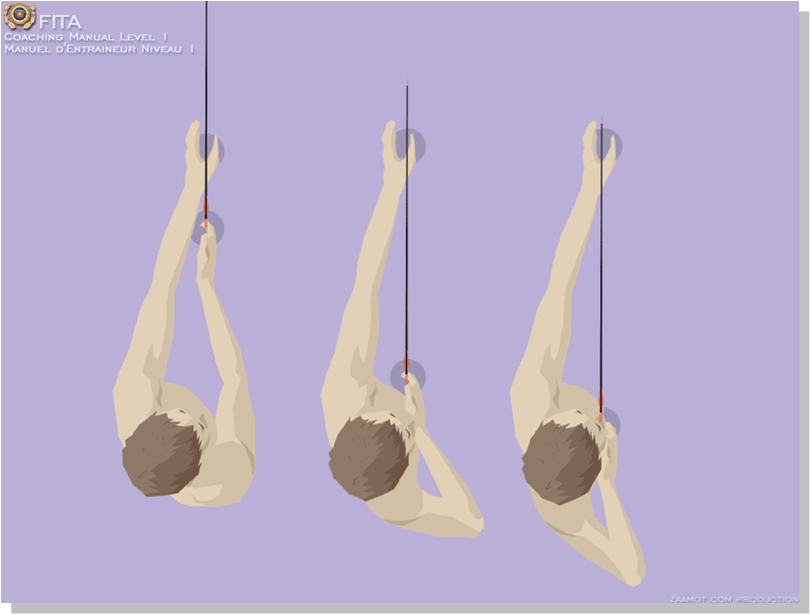 FITA
COACHING MANUAL LEVEL 1
MANUEL D'ENTRAINEUR NIVEAU 1
ZAAMOT.COM PRODUCTION